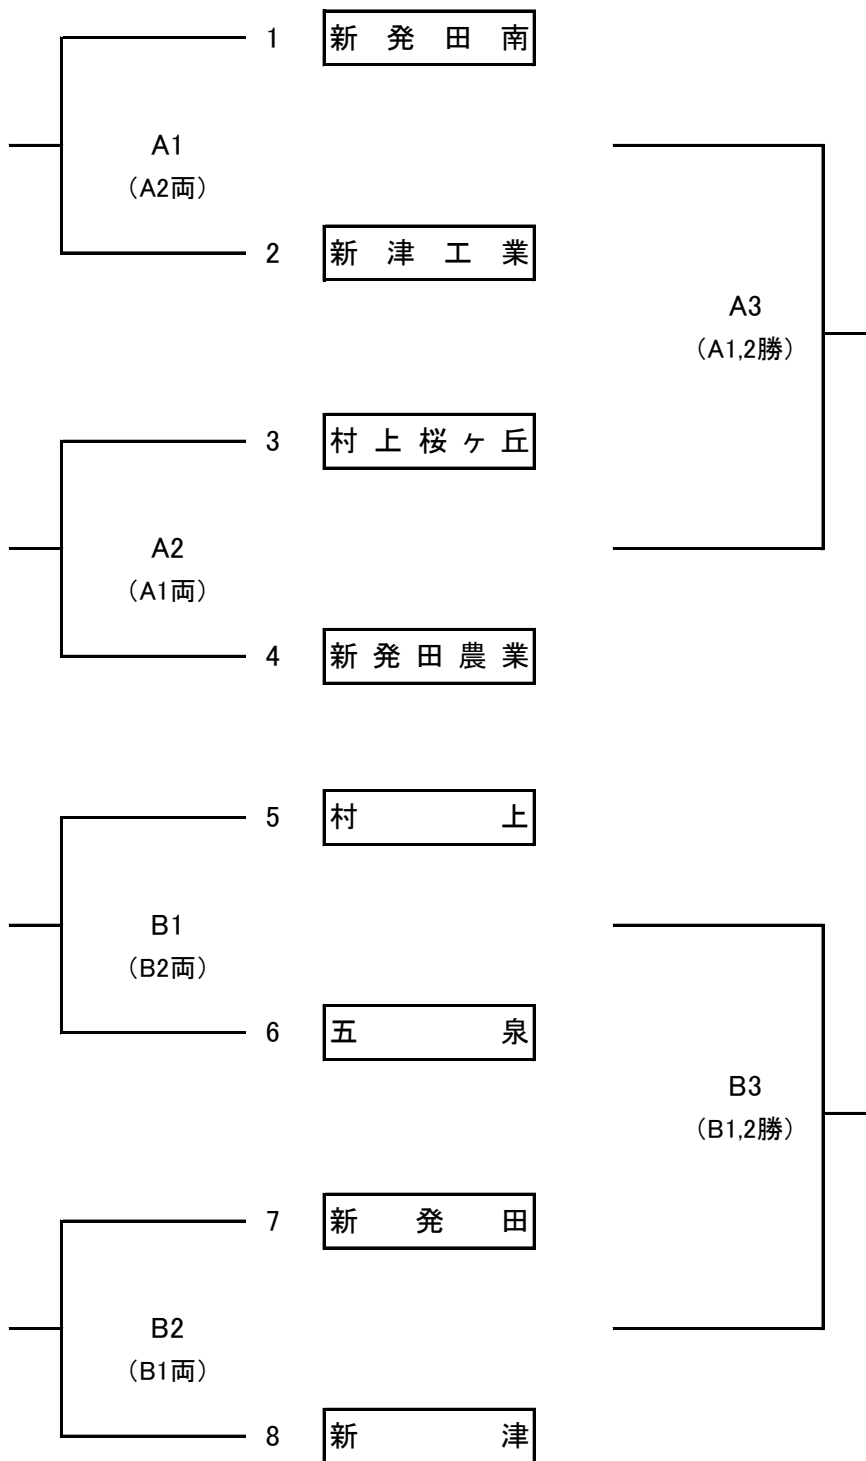 1 新発田南
A1
（A2両）
2 新津工業
A3
（A1,2勝）
3 村上桜ヶ丘
A2
（A1両）
4 新発田農業
5 村上
B1
（B2両）
6 五泉
B3
（B1,2勝）
7 新発田
B2
（B1両）
8 新津